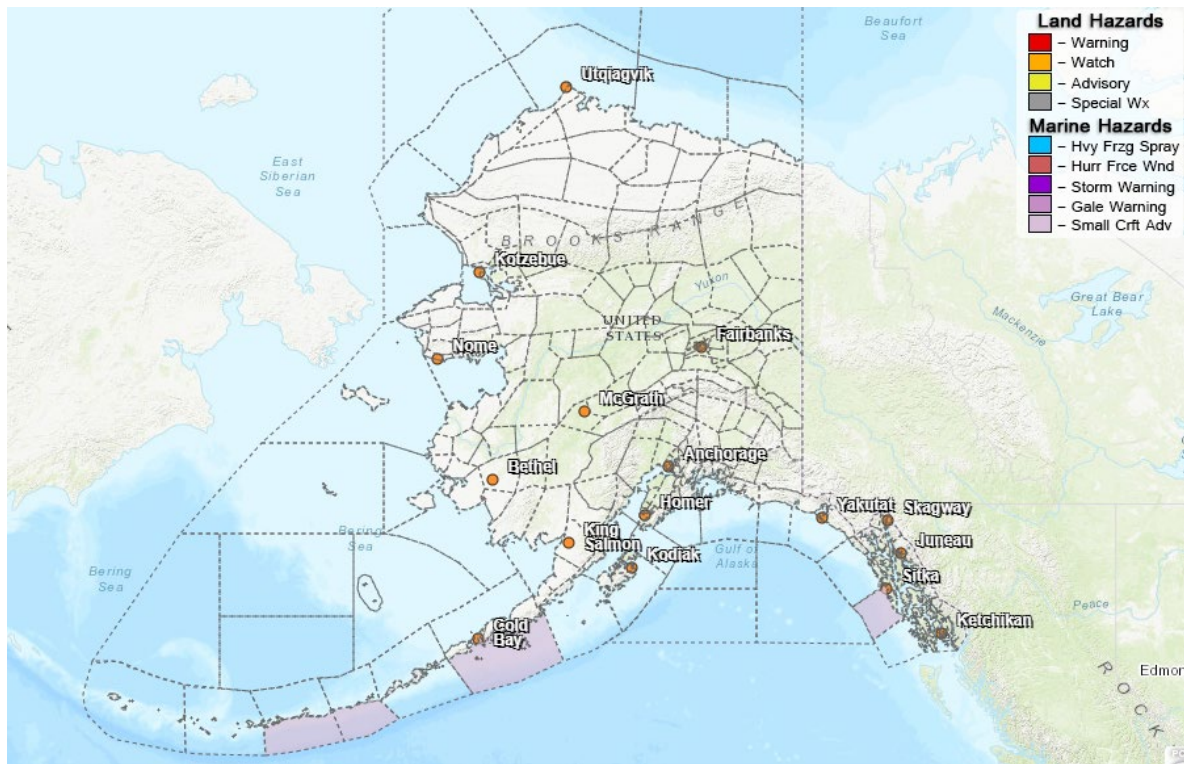 Beaufort
Sea
Land Hazards
– Warning
– Watch
– Advisory
– Special Wx
Marine Hazards
– Hvy Frzg Spray
– Hurr Frce Wnd
– Storm Warning
– Gale Warning
– Small Crft Adv
Utqiagvik
East
Siberian
Sea
BROOKS RANGE
Kotzebue
Yukon
Great Bear
Lake
Mackenzie
UNITED
STATES
Fairbanks
Nome
McGrath
Anchorage
Bethel
Homer
Yakutat
Skagway
King
Salmon
Bering
Sea
Kodiak
Gulf of
Alaska
Juneau
Bering
Sea
Sitka
Peace
Cold
Bay
Ketchikan
Edmon
ROCK